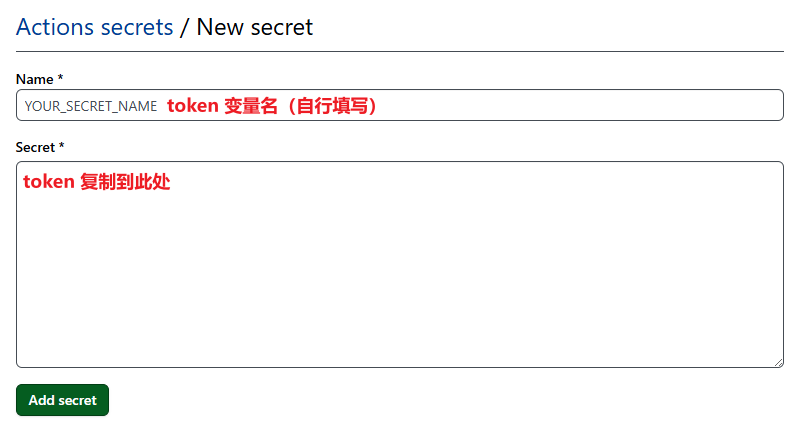 Actions secrets / New secret
Name *
YOUR_SECRET_NAME token 变量名（自行填写）
Secret *
token 复制到此处
Add secret